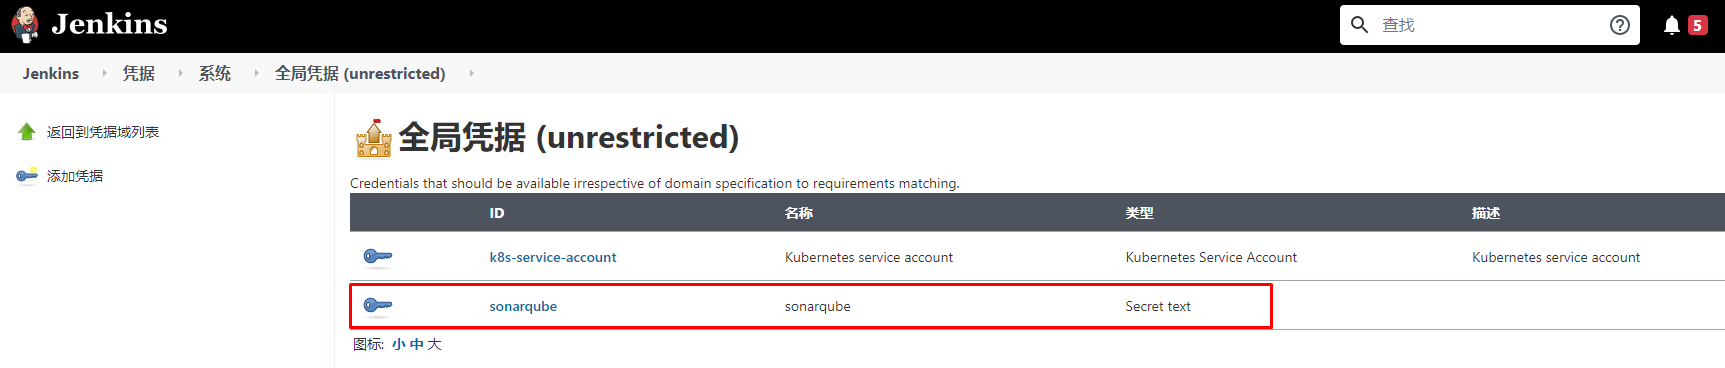 Jenkins
查找
5
Jenkins 凭据 系统 全局凭据 (unrestricted)
返回到凭据域列表
添加凭据
全局凭据 (unrestricted)
Credentials that should be available irrespective of domain specification to requirements matching.
ID 名称 类型 描述
k8s-service-account Kubernetes service account Kubernetes Service Account Kubernetes service account
sonarqube sonarqube Secret text
图标: 小 中 大